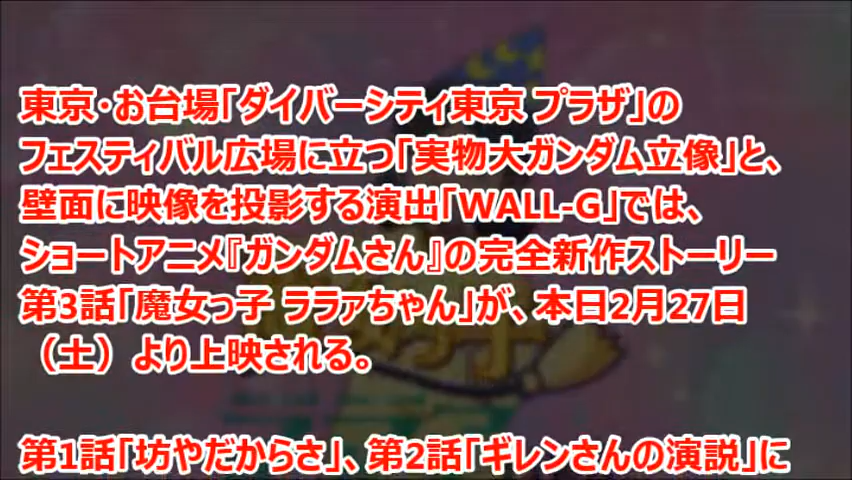 東京・お台場「ダイバーシティ東京 プラザ」の
フェスティバル広場に立つ「実物大ガンダム立像」と、
壁面に映像を投影する演出「WALL-G」では、
ショートアニメ『ガンダムさん』の完全新作ストーリー
第3話「魔女っ子 ララァちゃん」が、本日2月27日
（土）より上映される。
第1話「坊やだからさ」、第2話「ギレンさんの演説」に